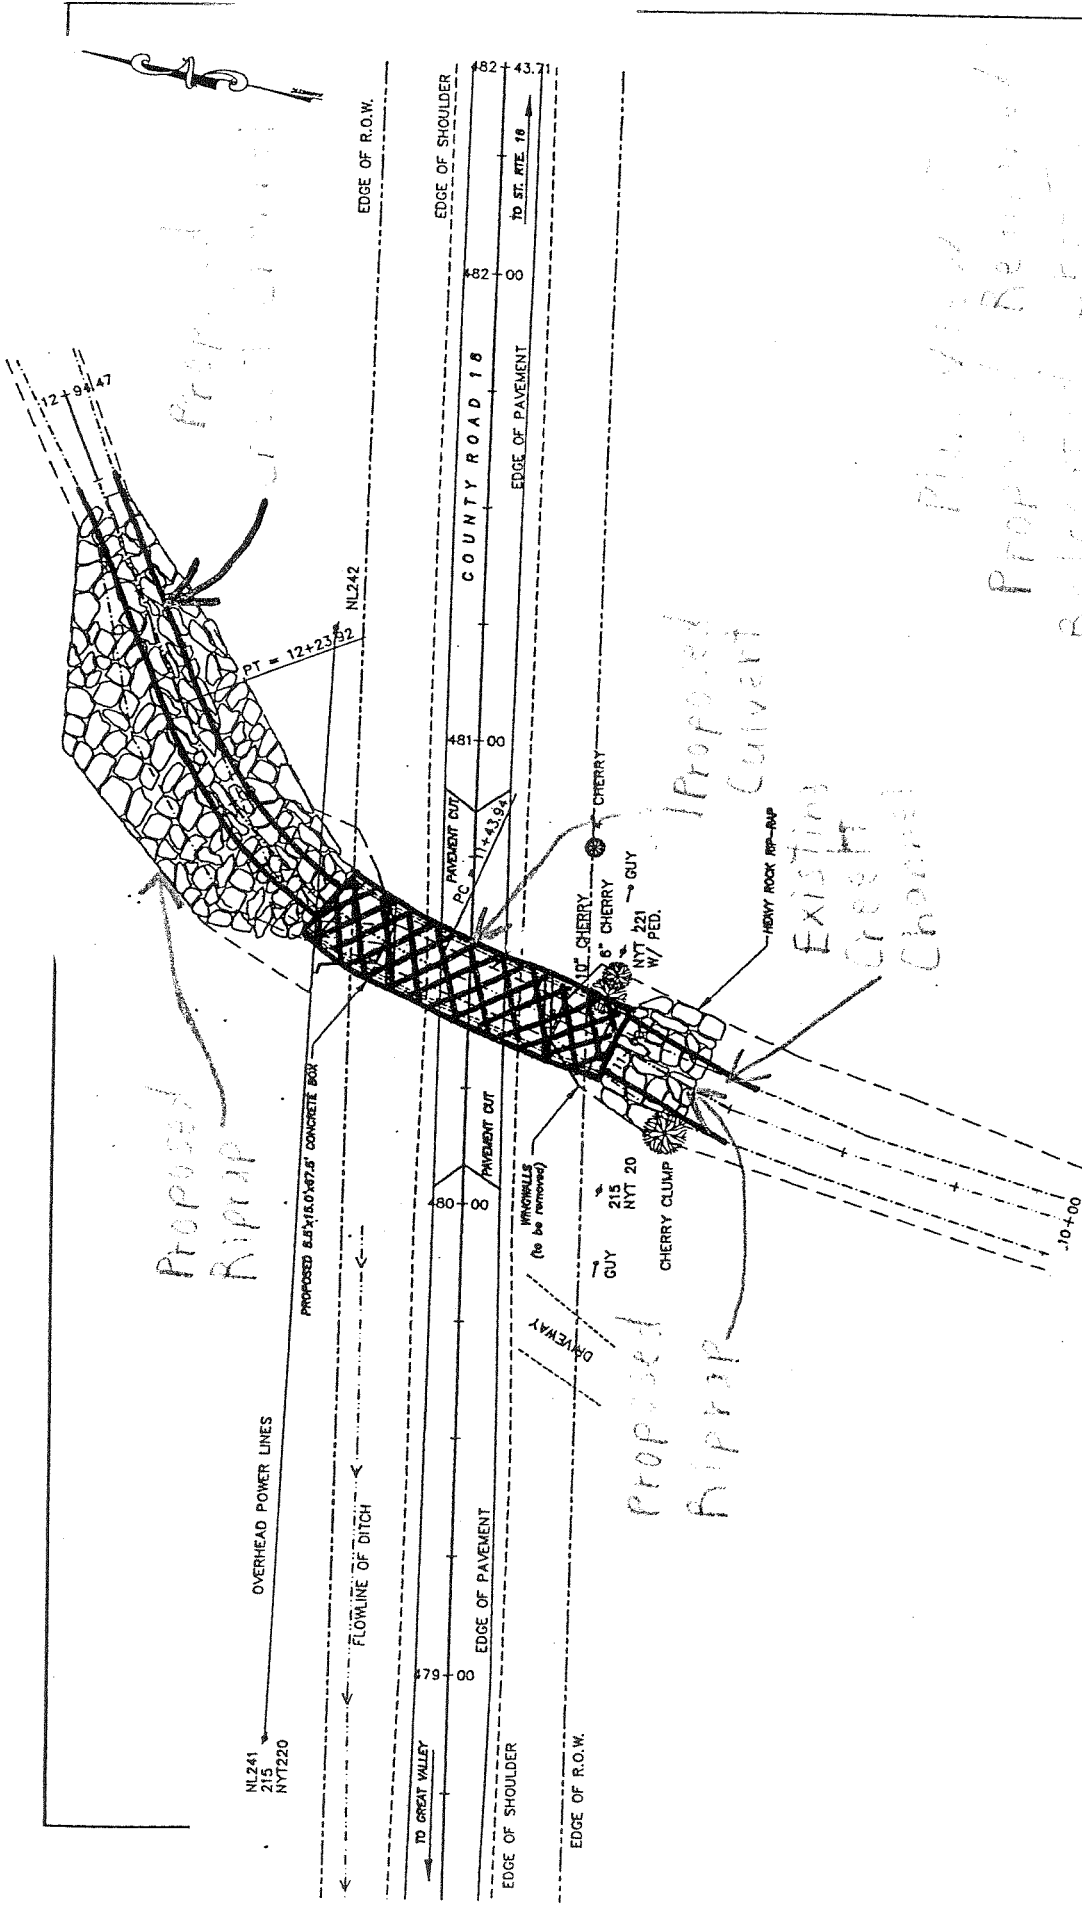 482+43.71
EDGE OF R.O.W.
EDGE OF SHOULDER
TO ST. RTE. 18
482+00
COUNTY ROAD 18
EDGE OF PAVEMENT
12+94.47
NL242
PT = 12+23.92
481+00
PAVEMENT CUT
PC = 11+43.94
Proposed
Culvert
CHERRY
10" CHERRY
6" CHERRY
GUY
NYT 221
W/ PED.
HEAVY ROCK RIP-RAP
Existing
Creek
Channel
Proposed
Riprap
PROPOSED 5.5'x15.0'x67.5' CONCRETE BOX
PAVEMENT CUT
480+00
WINGWALLS
(to be removed)
215
NYT 20
GUY
CHERRY CLUMP
10+00
DRIVEWAY
Proposed
Riprap
OVERHEAD POWER LINES
FLOWLINE OF DITCH
EDGE OF PAVEMENT
479+00
NL241
215
NYT220
TO GREAT VALLEY
EDGE OF SHOULDER
EDGE OF R.O.W.
Plan View
Proposed